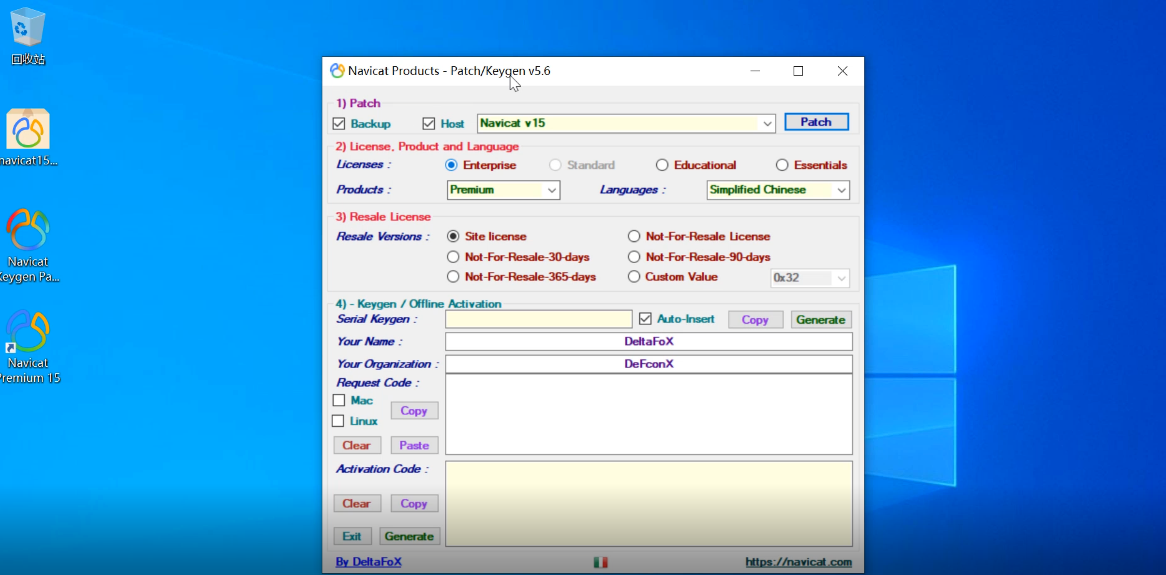 回收站
navicat15...
Navicat
Keygen Pa...
Navicat
Premium 15
Navicat Products - Patch/Keygen v5.6
1) Patch
Backup Host Navicat v15 Patch
2) License, Product and Language
Licenses : Enterprise Standard Educational Essentials
Products : Premium Languages : Simplified Chinese
3) Resale License
Resale Versions : Site license Not-For-Resale License
Not-For-Resale-30-days Not-For-Resale-90-days
Not-For-Resale-365-days Custom Value 0x32
4) - Keygen / Offline Activation
Serial Keygen : Auto-Insert Copy Generate
Your Name : DeltaFoX
Your Organization : DeFconX
Request Code :
Mac
Linux
Copy
Clear Paste
Activation Code :
Clear Copy
Exit Generate
By DeltaFoX https://navicat.com